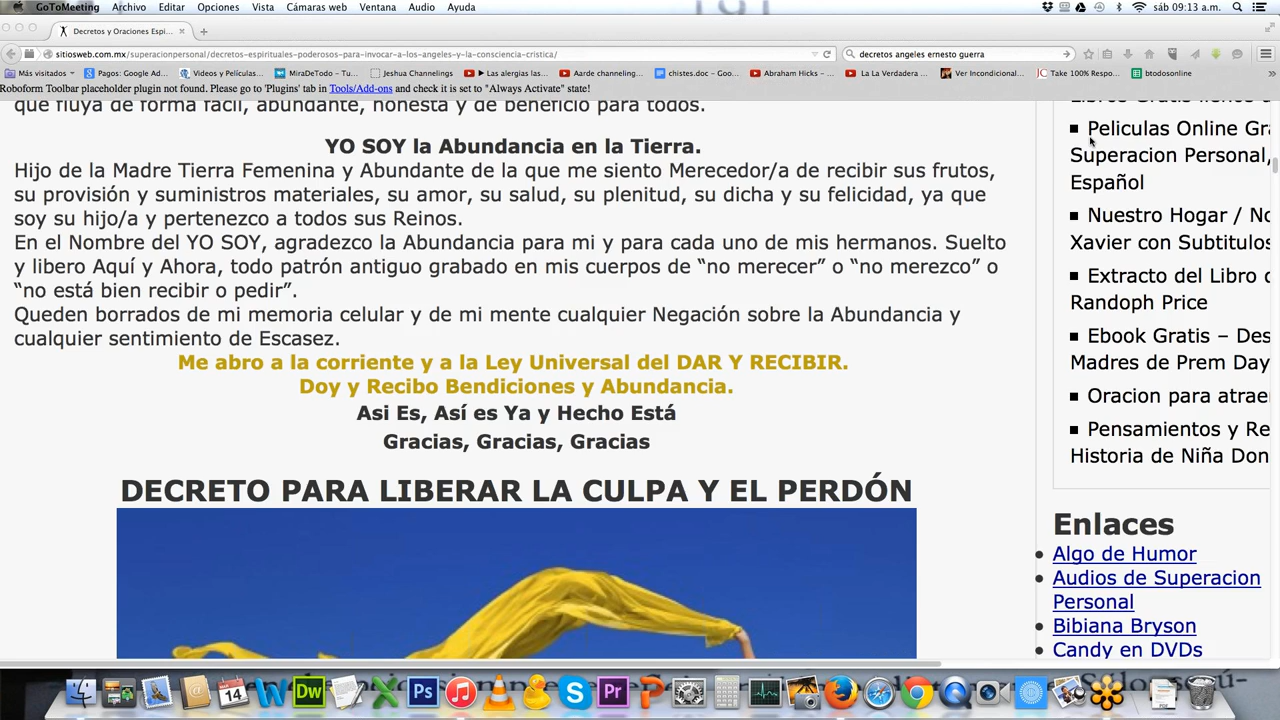 GoToMeeting Archivo Editar Opciones Vista Cámaras web Ventana Audio Ayuda
sáb 09:13 a.m.
Decretos y Oraciones Espi...
sitiosweb.com.mx/superacionpersonal/decretos-espirituales-poderosos-para-invocar-a-los-angeles-y-la-consciencia-cristica/
decretos angeles ernesto guerra
Más visitados Pagos: Google Ad... Videos y Películas... MiraDeTodo - Tu... Jeshua Channelings ▶ Las alergias las... Aarde channeling... chistes.doc - Goo... Abraham Hicks - ... La La Verdadera ... Ver Incondicional... Take 100% Respo... btodosonline
Roboform Toolbar placeholder plugin not found. Please go to 'Plugins' tab in Tools/Add-ons and check it is set to "Always Activate" state!
que fluya de forma fácil, abundante, honesta y de beneficio para todos.
YO SOY la Abundancia en la Tierra.
Hijo de la Madre Tierra Femenina y Abundante de la que me siento Merecedor/a de recibir sus frutos,
su provisión y suministros materiales, su amor, su salud, su plenitud, su dicha y su felicidad, ya que
soy su hijo/a y pertenezco a todos sus Reinos.
En el Nombre del YO SOY, agradezco la Abundancia para mi y para cada uno de mis hermanos. Suelto
y libero Aquí y Ahora, todo patrón antiguo grabado en mis cuerpos de “no merecer” o “no merezco” o
“no está bien recibir o pedir”.
Queden borrados de mi memoria celular y de mi mente cualquier Negación sobre la Abundancia y
cualquier sentimiento de Escasez.
Me abro a la corriente y a la Ley Universal del DAR Y RECIBIR.
Doy y Recibo Bendiciones y Abundancia.
Asi Es, Así es Ya y Hecho Está
Gracias, Gracias, Gracias
DECRETO PARA LIBERAR LA CULPA Y EL PERDÓN
Peliculas Online Gra
Superacion Personal,
Español
Nuestro Hogar / No
Xavier con Subtitulos
Extracto del Libro d
Randoph Price
Ebook Gratis – Des
Madres de Prem Day
Oracion para atrae
Pensamientos y Re
Historia de Niña Don
Enlaces
Algo de Humor
Audios de Superacion
Personal
Bibiana Bryson
Candy en DVDs
14
Dw
Ps
Pr